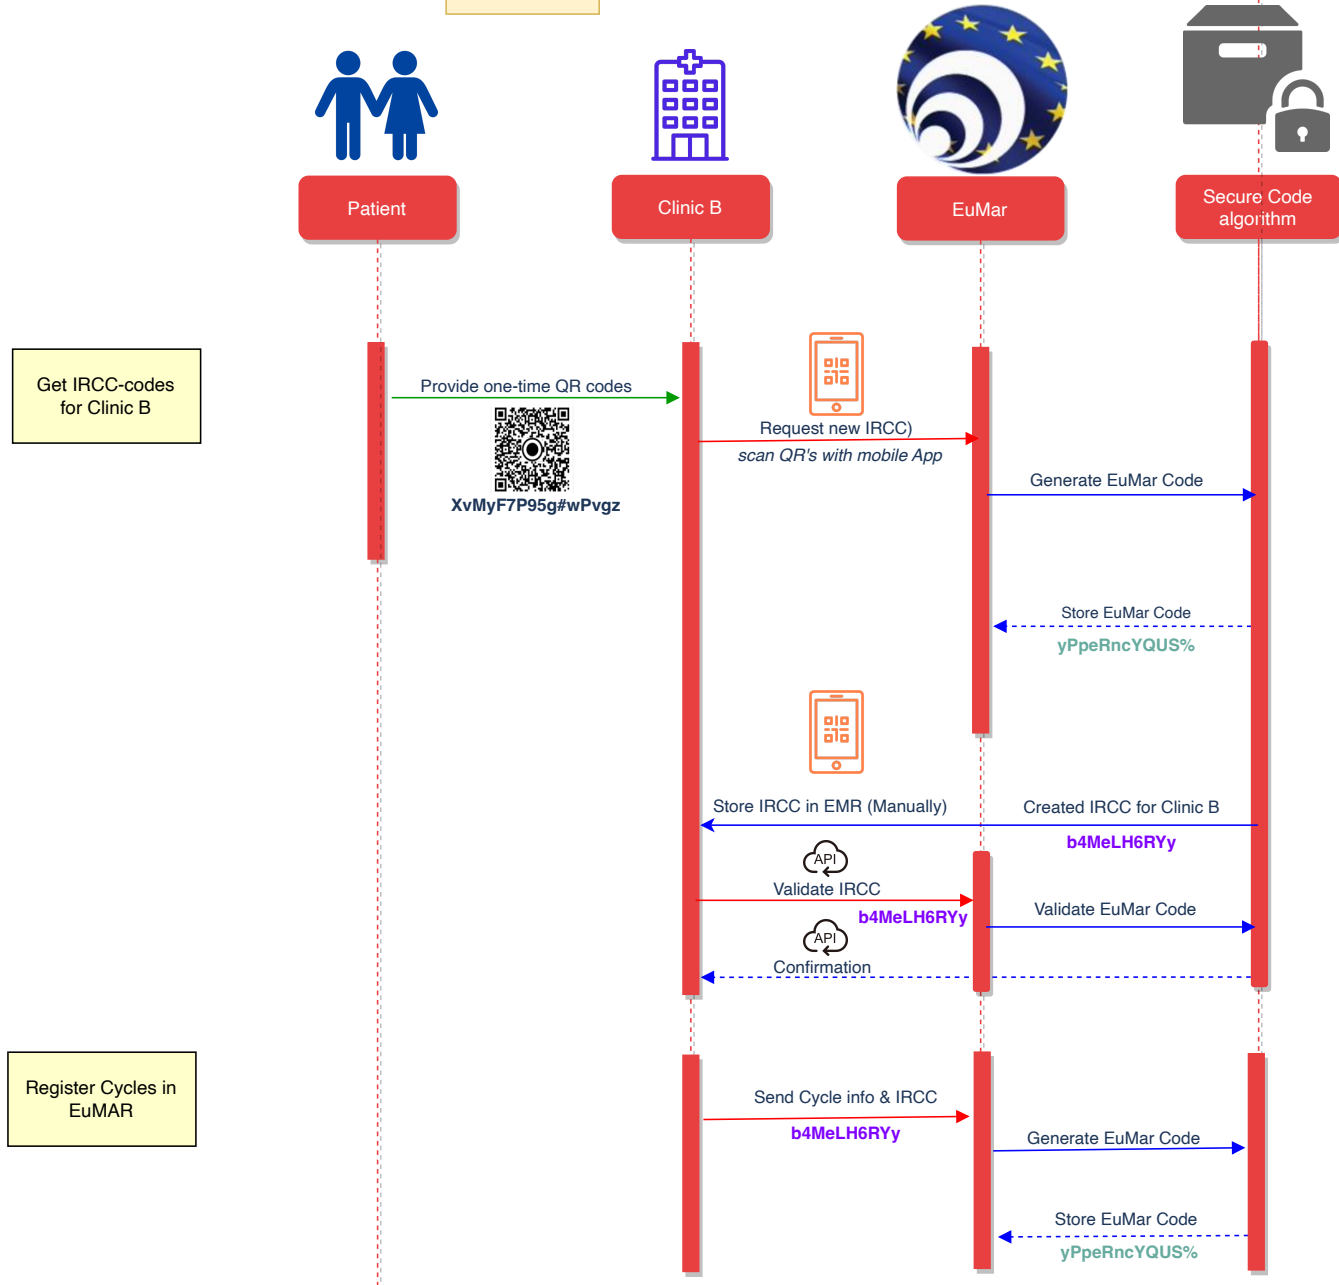 Patient
Clinic B
EuMar
Secure Code
algorithm
Get IRCC-codes
for Clinic B
Provide one-time QR codes
XvMyF7P95g#wPvgz
Request new IRCC)
scan QR's with mobile App
Generate EuMar Code
Store EuMar Code
yPpeRncYQUS%
Store IRCC in EMR (Manually)
Created IRCC for Clinic B
b4MeLH6RYy
API
Validate IRCC
b4MeLH6RYy
Validate EuMar Code
API
Confirmation
Register Cycles in
EuMAR
Send Cycle info & IRCC
b4MeLH6RYy
Generate EuMar Code
Store EuMar Code
yPpeRncYQUS%